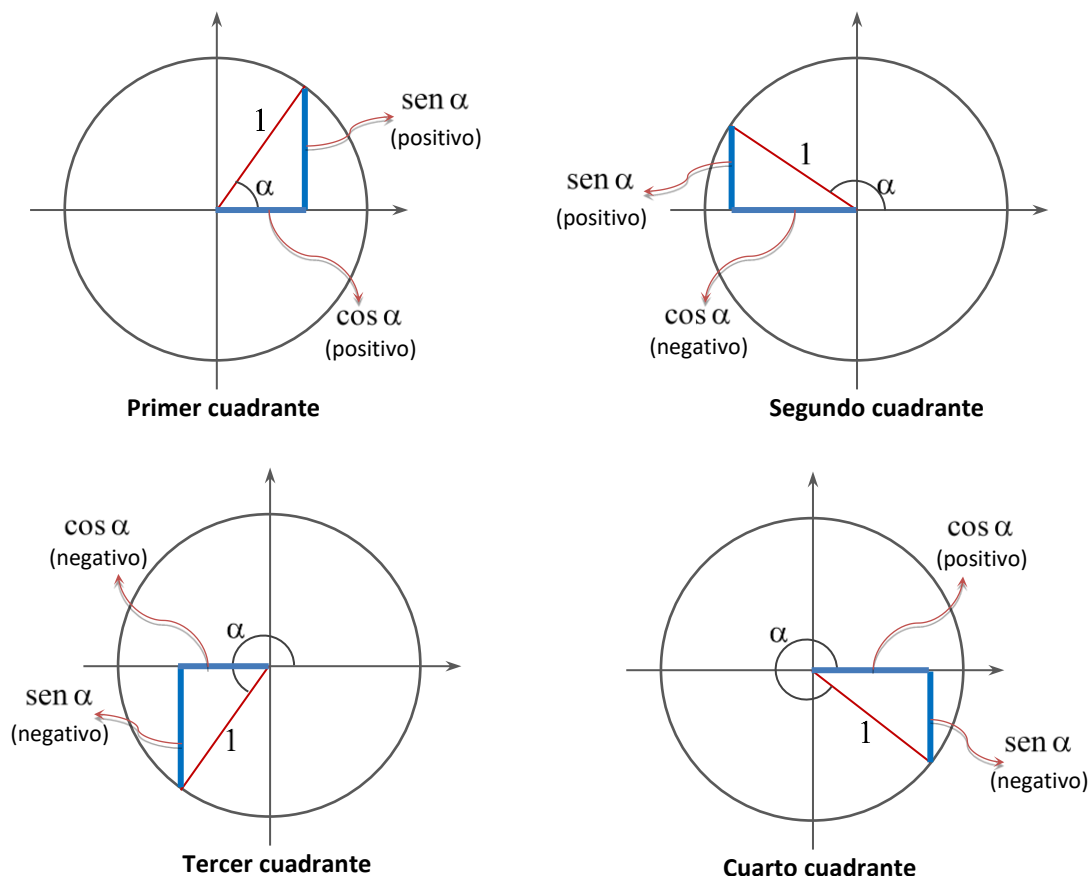 sen α
(positivo)
1
α
cos α
(positivo)
Primer cuadrante
sen α
(positivo)
1
α
cos α
(negativo)
Segundo cuadrante
cos α
(negativo)
α
sen α
(negativo)
1
Tercer cuadrante
cos α
(positivo)
α
1
sen α
(negativo)
Cuarto cuadrante